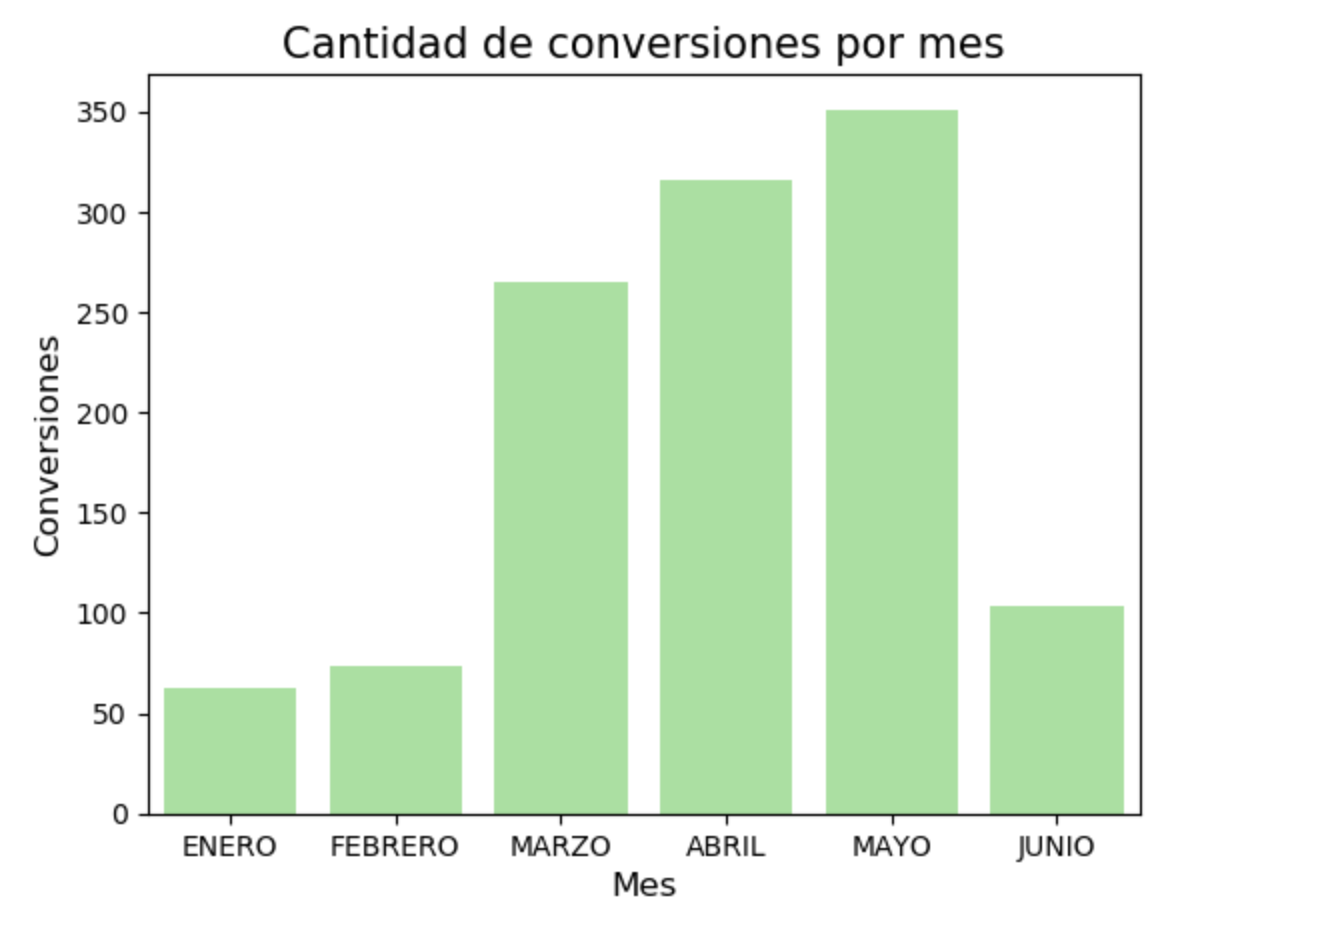 Cantidad de conversiones por mes
350
300
250
200
150
100
50
0
Conversiones
ENERO FEBRERO MARZO ABRIL MAYO JUNIO
Mes